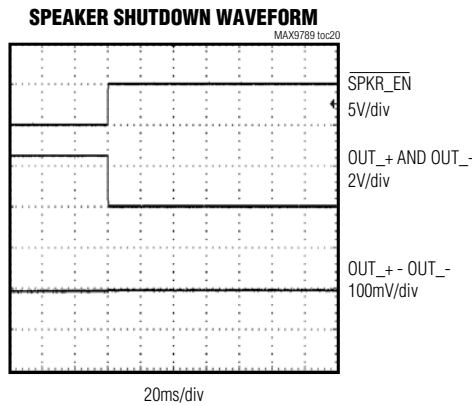 SPEAKER SHUTDOWN WAVEFORM
MAX9789 toc20
SPKR_EN
5V/div
OUT_+ AND OUT_-
2V/div
OUT_+ - OUT_-
100mV/div
20ms/div